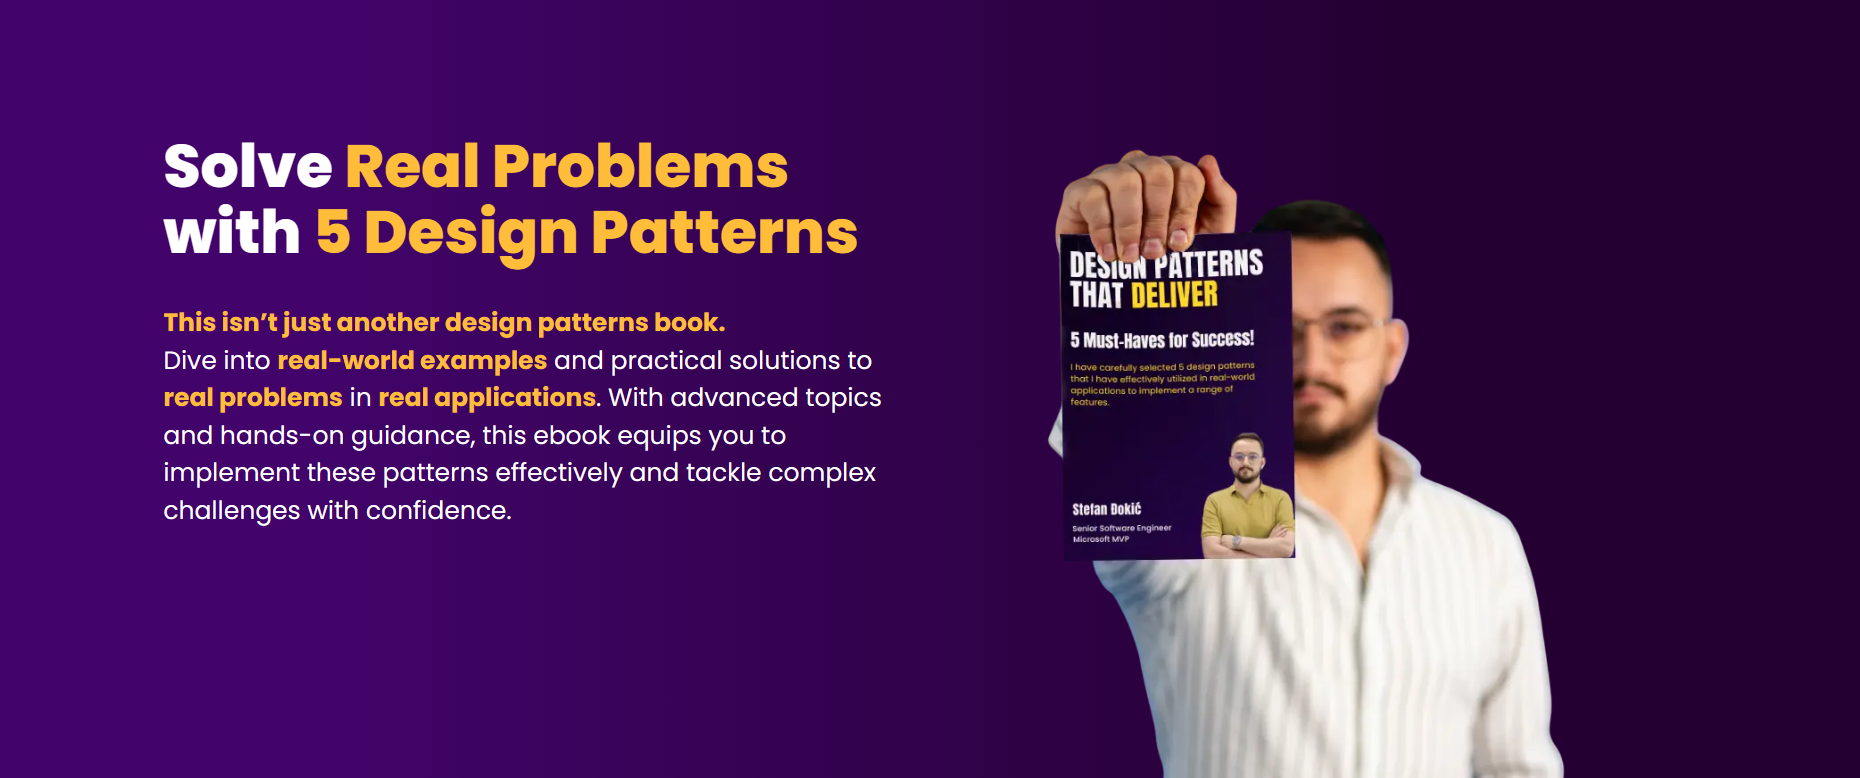 Solve Real Problems
with 5 Design Patterns
This isn’t just another design patterns book.
Dive into real-world examples and practical solutions to
real problems in real applications. With advanced topics
and hands-on guidance, this ebook equips you to
implement these patterns effectively and tackle complex
challenges with confidence.
DESIGN PATTERNS
THAT DELIVER
5 Must-Haves for Success!
I have carefully selected 5 design patterns
that I have effectively utilized in real-world
applications to implement a range of
features.
Stefan Đokić
Senior Software Engineer
Microsoft MVP